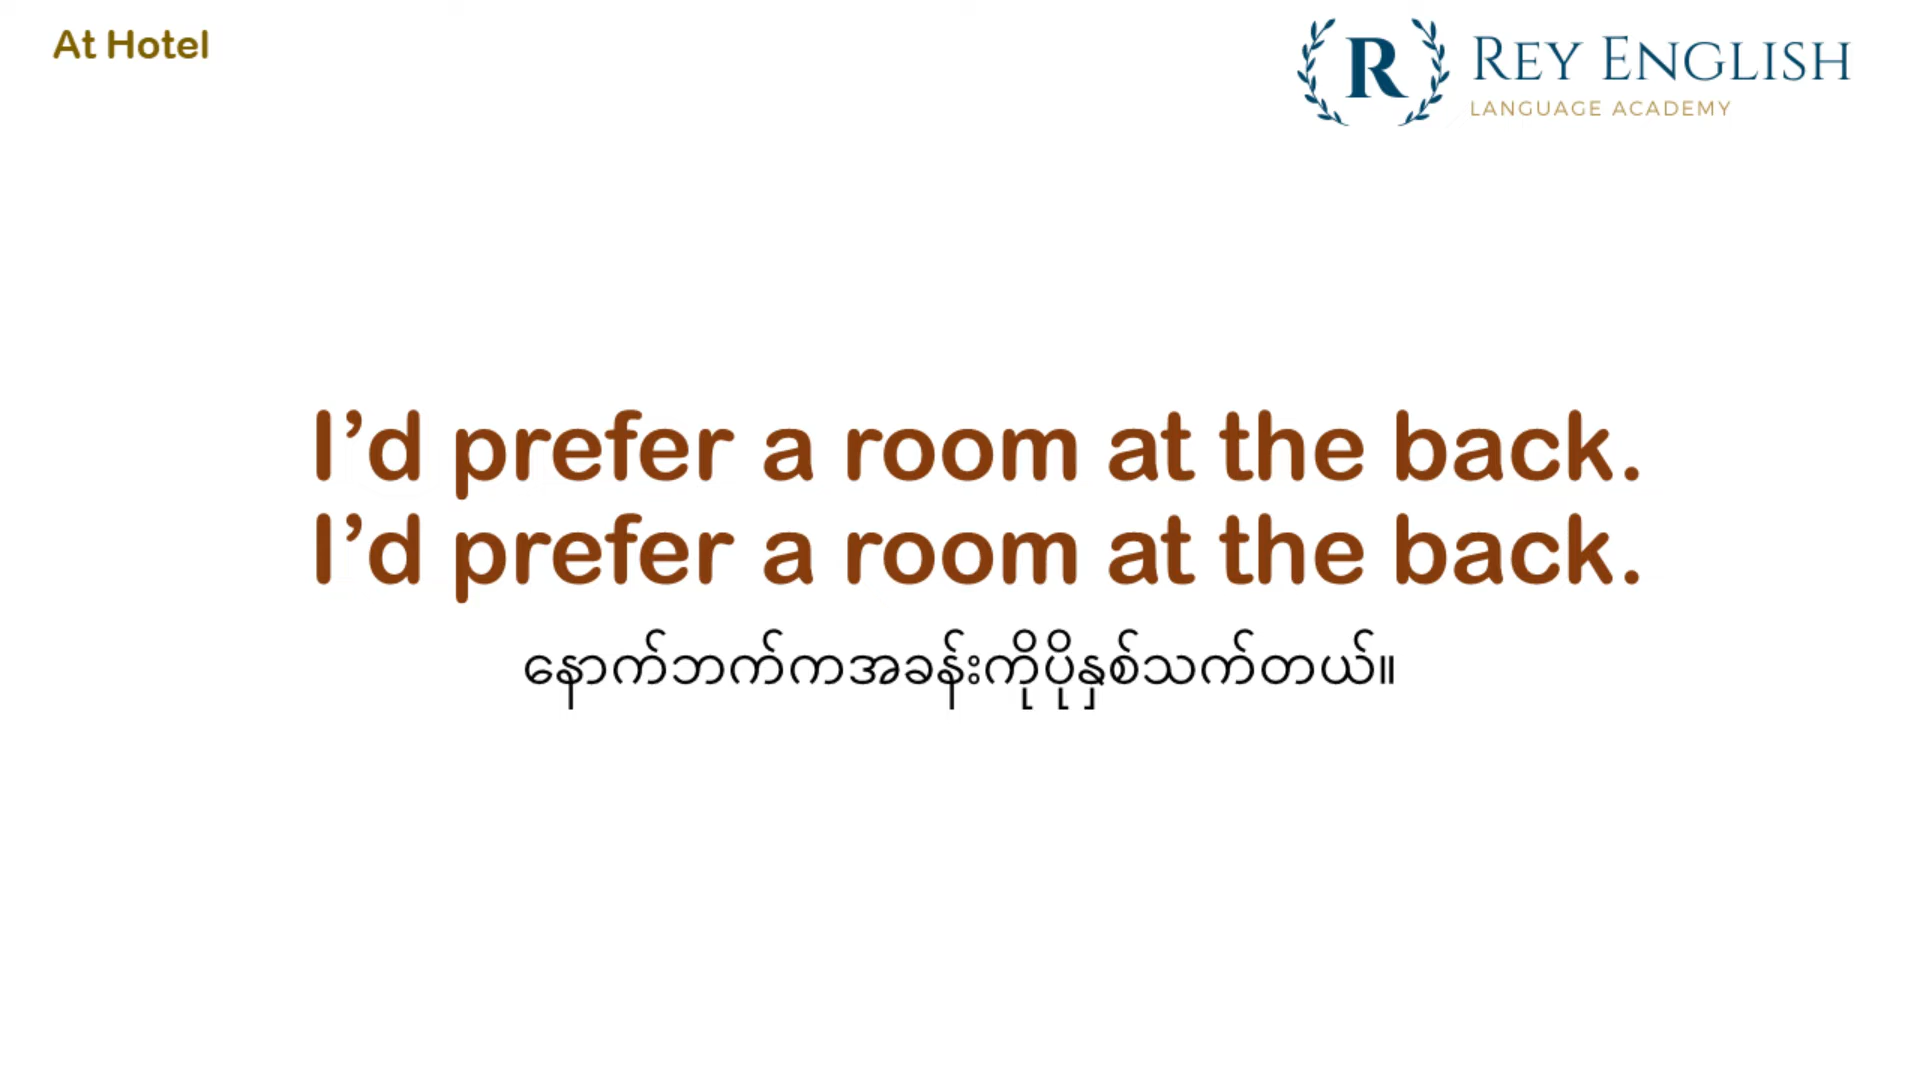 At Hotel
R
REY ENGLISH
LANGUAGE ACADEMY
I’d prefer a room at the back.
I’d prefer a room at the back.
နောက်ဘက်ကအခန်းကိုပိုနှစ်သက်တယ်။